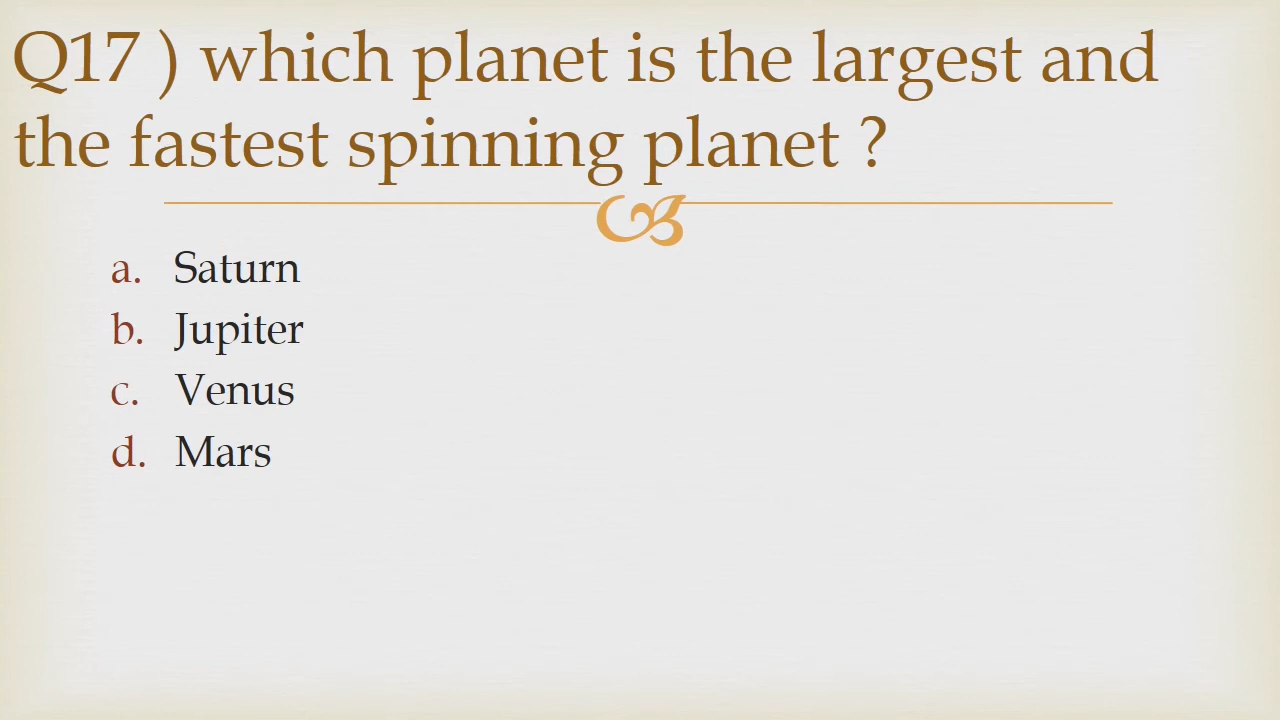 Q17 ) which planet is the largest and
the fastest spinning planet ?
a. Saturn
b. Jupiter
c. Venus
d. Mars